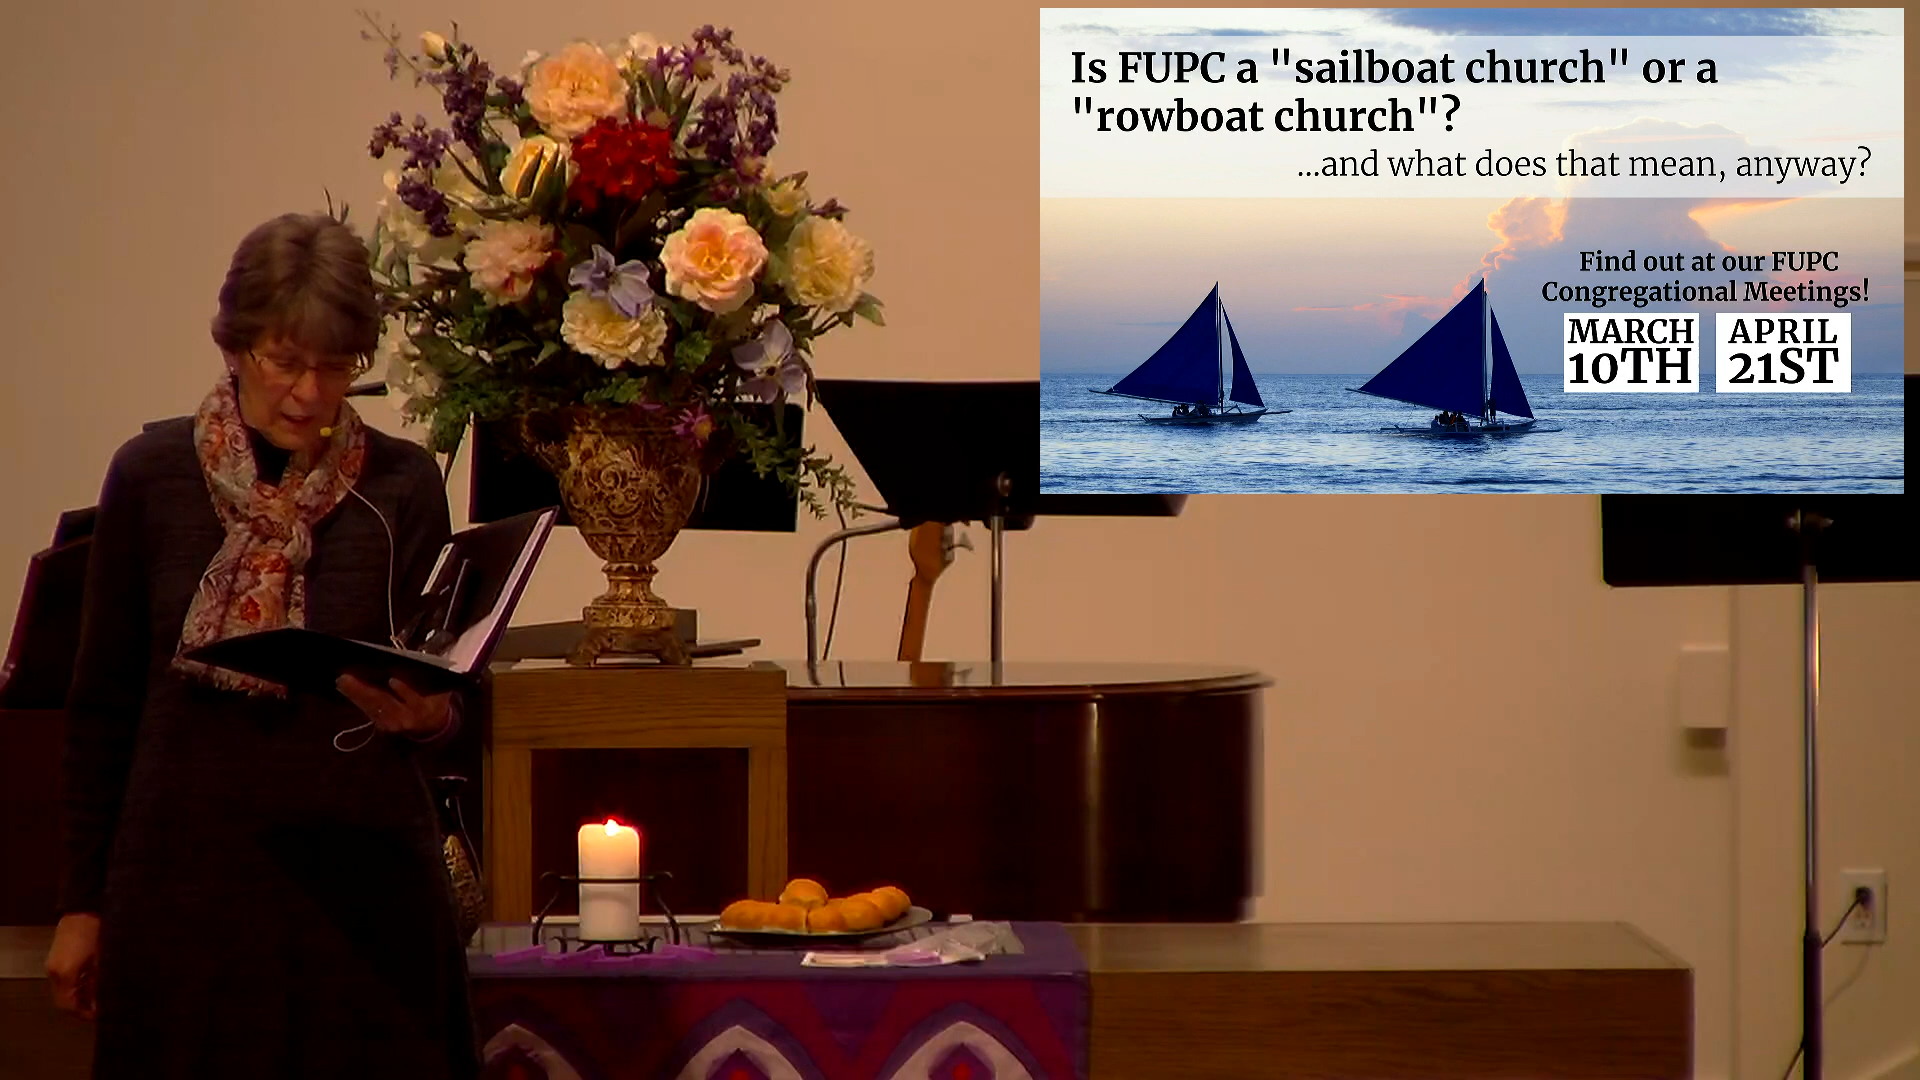 Is FUPC a "sailboat church" or a
"rowboat church"?
...and what does that mean, anyway?
Find out at our FUPC
Congregational Meetings!
MARCH
10TH
APRIL
21ST